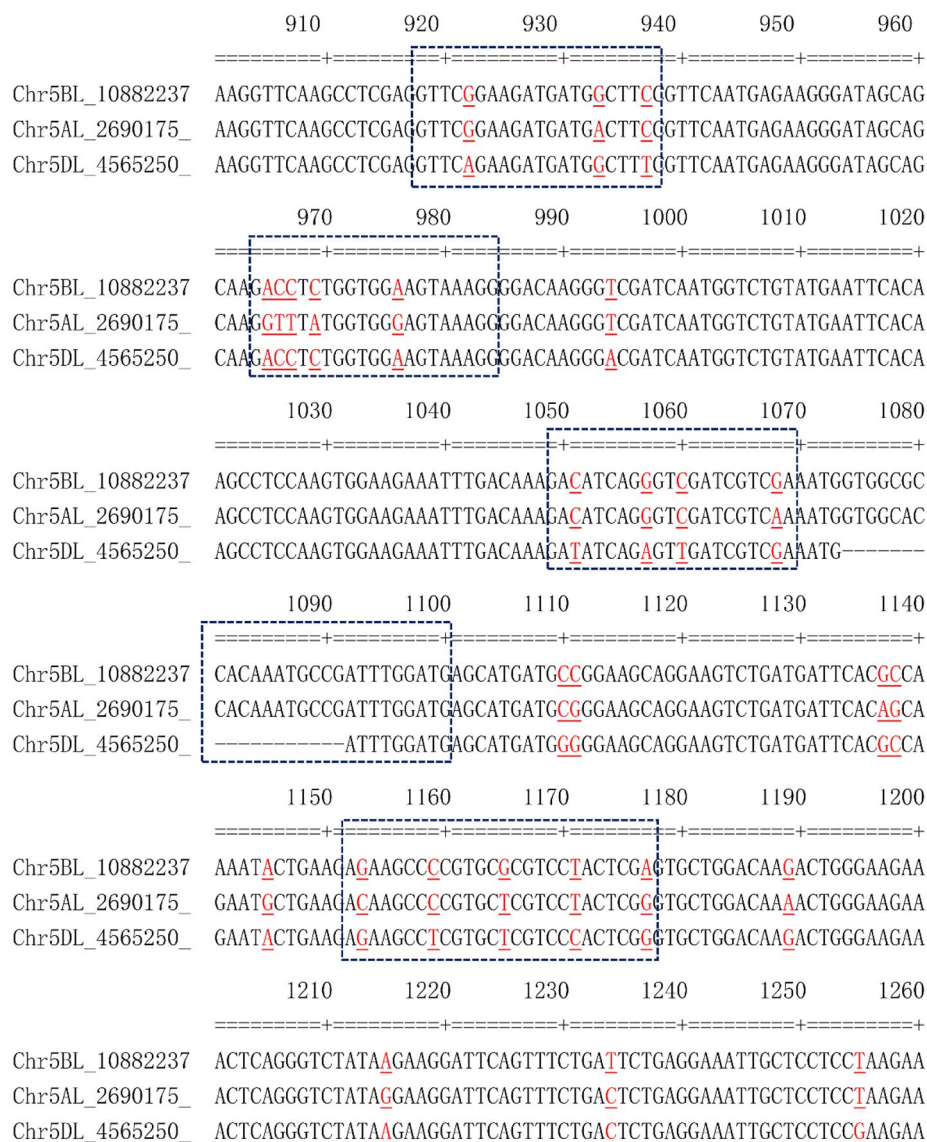 910 920 930 940 950 960
=========+=========+=========+=========+=========+=========+
Chr5BL_10882237 AAGGTTCAAGCCTCGAGGTTCGGAAGATGATGGCTTCGGTTCAATGAGAAGGGATAGCAG
Chr5AL_2690175_ AAGGTTCAAGCCTCGAGGTTCGGAAGATGATGACTTCGGTTCAATGAGAAGGGATAGCAG
Chr5DL_4565250_ AAGGTTCAAGCCTCGAGGTTCAGAAGATGATGGCTTTGGTTCAATGAGAAGGGATAGCAG
970 980 990 1000 1010 1020
=========+=========+=========+=========+=========+=========+
Chr5BL_10882237 CAAGACCTCTGGTGGAAGTAAAGGGGACAAGGGTCGATCAATGGTCTGTATGAATTCACA
Chr5AL_2690175_ CAAGGTTTATGGTGGGAGTAAAGGGGACAAGGGTCGATCAATGGTCTGTATGAATTCACA
Chr5DL_4565250_ CAAGACCTCTGGTGGAAGTAAAGGGGACAAGGGACGATCAATGGTCTGTATGAATTCACA
1030 1040 1050 1060 1070 1080
=========+=========+=========+=========+=========+=========+
Chr5BL_10882237 AGCCTCCAAGTGGAAGAAATTTGACAAAGACATCAGGGTCGATCGTCGAAATGGTGGCGC
Chr5AL_2690175_ AGCCTCCAAGTGGAAGAAATTTGACAAAGACATCAGGGTCGATCGTCAAAATGGTGGCAC
Chr5DL_4565250_ AGCCTCCAAGTGGAAGAAATTTGACAAAGATATCAGAGTTGATCGTCGAAATG-------
1090 1100 1110 1120 1130 1140
=========+=========+=========+=========+=========+=========+
Chr5BL_10882237 CACAAATGCCGATTTGGATGAGCATGATGCCGGAAGCAGGAAGTCTGATGATTCACGCCA
Chr5AL_2690175_ CACAAATGCCGATTTGGATGAGCATGATGCGGGAAGCAGGAAGTCTGATGATTCACAGCA
Chr5DL_4565250_ -----------ATTTGGATGAGCATGATGGGGGAAGCAGGAAGTCTGATGATTCACGCCA
1150 1160 1170 1180 1190 1200
=========+=========+=========+=========+=========+=========+
Chr5BL_10882237 AAATACTGAAGAGAAGCCCCGTGCGCGTCCTACTCGAGTGCTGGACAAGACTGGGAAGAA
Chr5AL_2690175_ GAATGCTGAAGACAAGCCCCGTGCTCGTCCTACTCGGGTGCTGGACAAAACTGGGAAGAA
Chr5DL_4565250_ GAATACTGAAGAGAAGCCTCGTGCTCGTCCCACTCGGGTGCTGGACAAGACTGGGAAGAA
1210 1220 1230 1240 1250 1260
=========+=========+=========+=========+=========+=========+
Chr5BL_10882237 ACTCAGGGTCTATAAGAAGGATTCAGTTTCTGATTCTGAGGAAATTGCTCCTCCTAAGAA
Chr5AL_2690175_ ACTCAGGGTCTATAGGAAGGATTCAGTTTCTGACTCTGAGGAAATTGCTCCTCCTAAGAA
Chr5DL_4565250_ ACTCAGGGTCTATAAGAAGGATTCAGTTTCTGACTCTGAGGAAATTGCTCCTCCGAAGAA